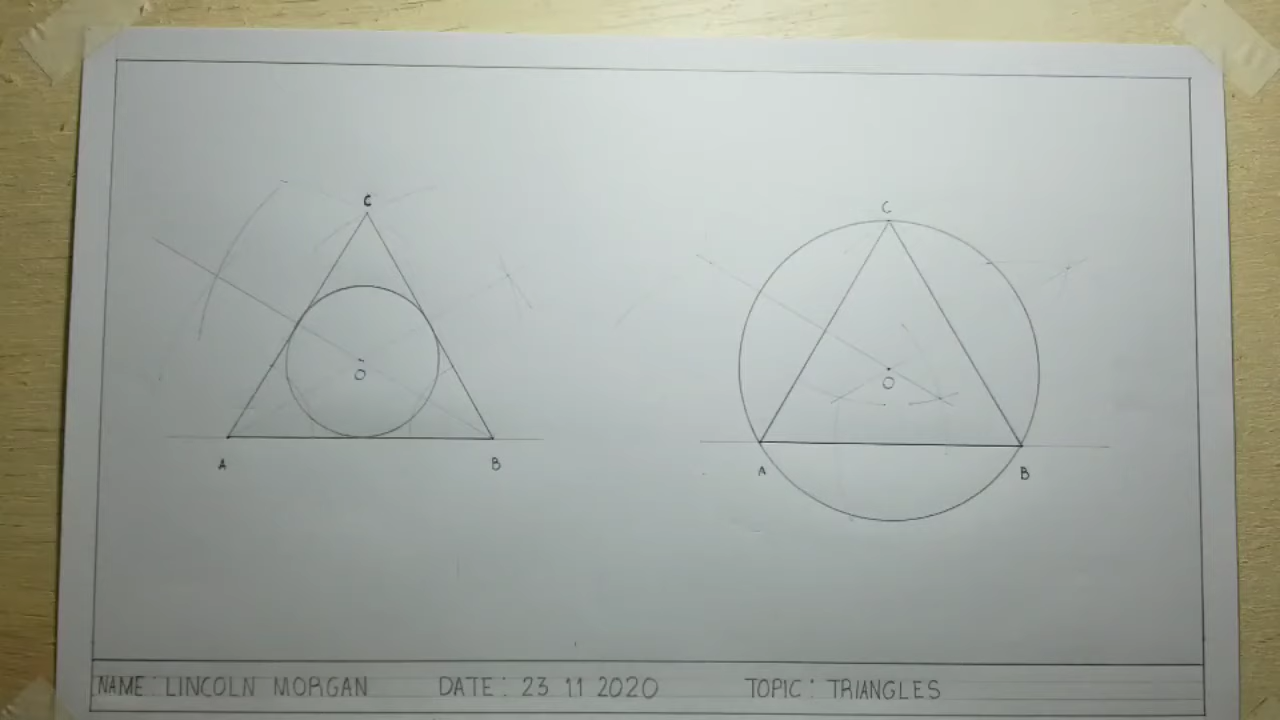 C
O
A
B
C
O
A
B
NAME: LINCOLN MORGAN DATE: 23 11 2020 TOPIC: TRIANGLES